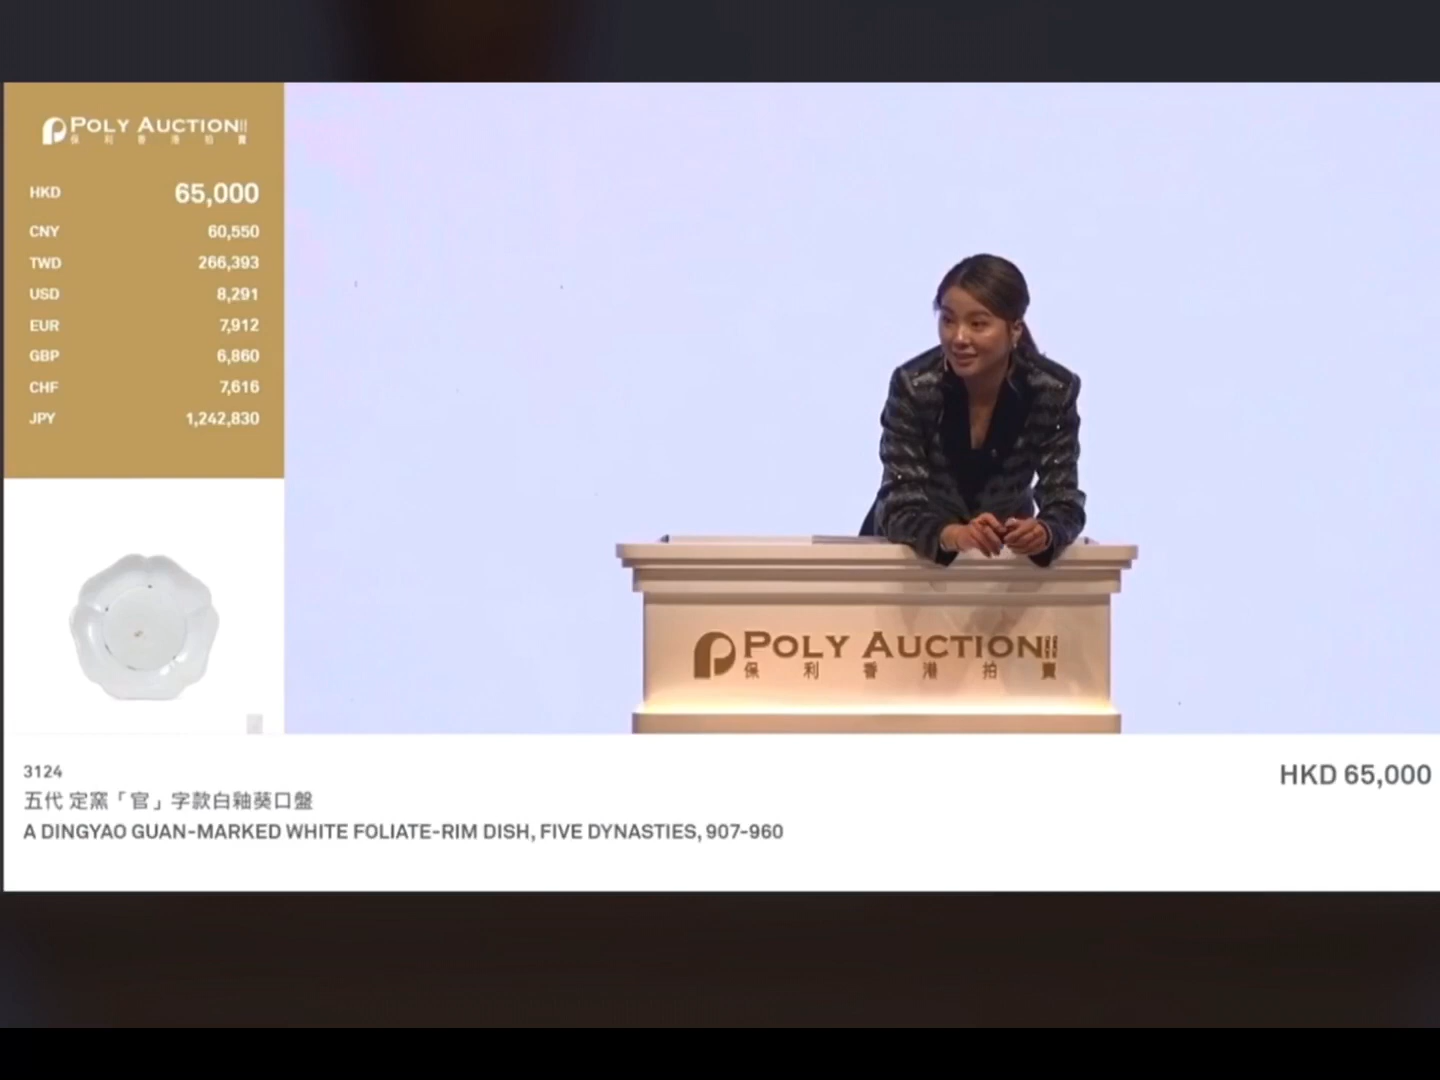 POLY AUCTION
保利香港拍賣
HKD 65,000
CNY 60,550
TWD 266,393
USD 8,291
EUR 7,912
GBP 6,860
CHF 7,616
JPY 1,242,830
POLY AUCTION
保利香港拍賣
3124
HKD 65,000
五代 定窯「官」字款白釉葵口盤
A DINGYAO GUAN-MARKED WHITE FOLIATE-RIM DISH, FIVE DYNASTIES, 907-960